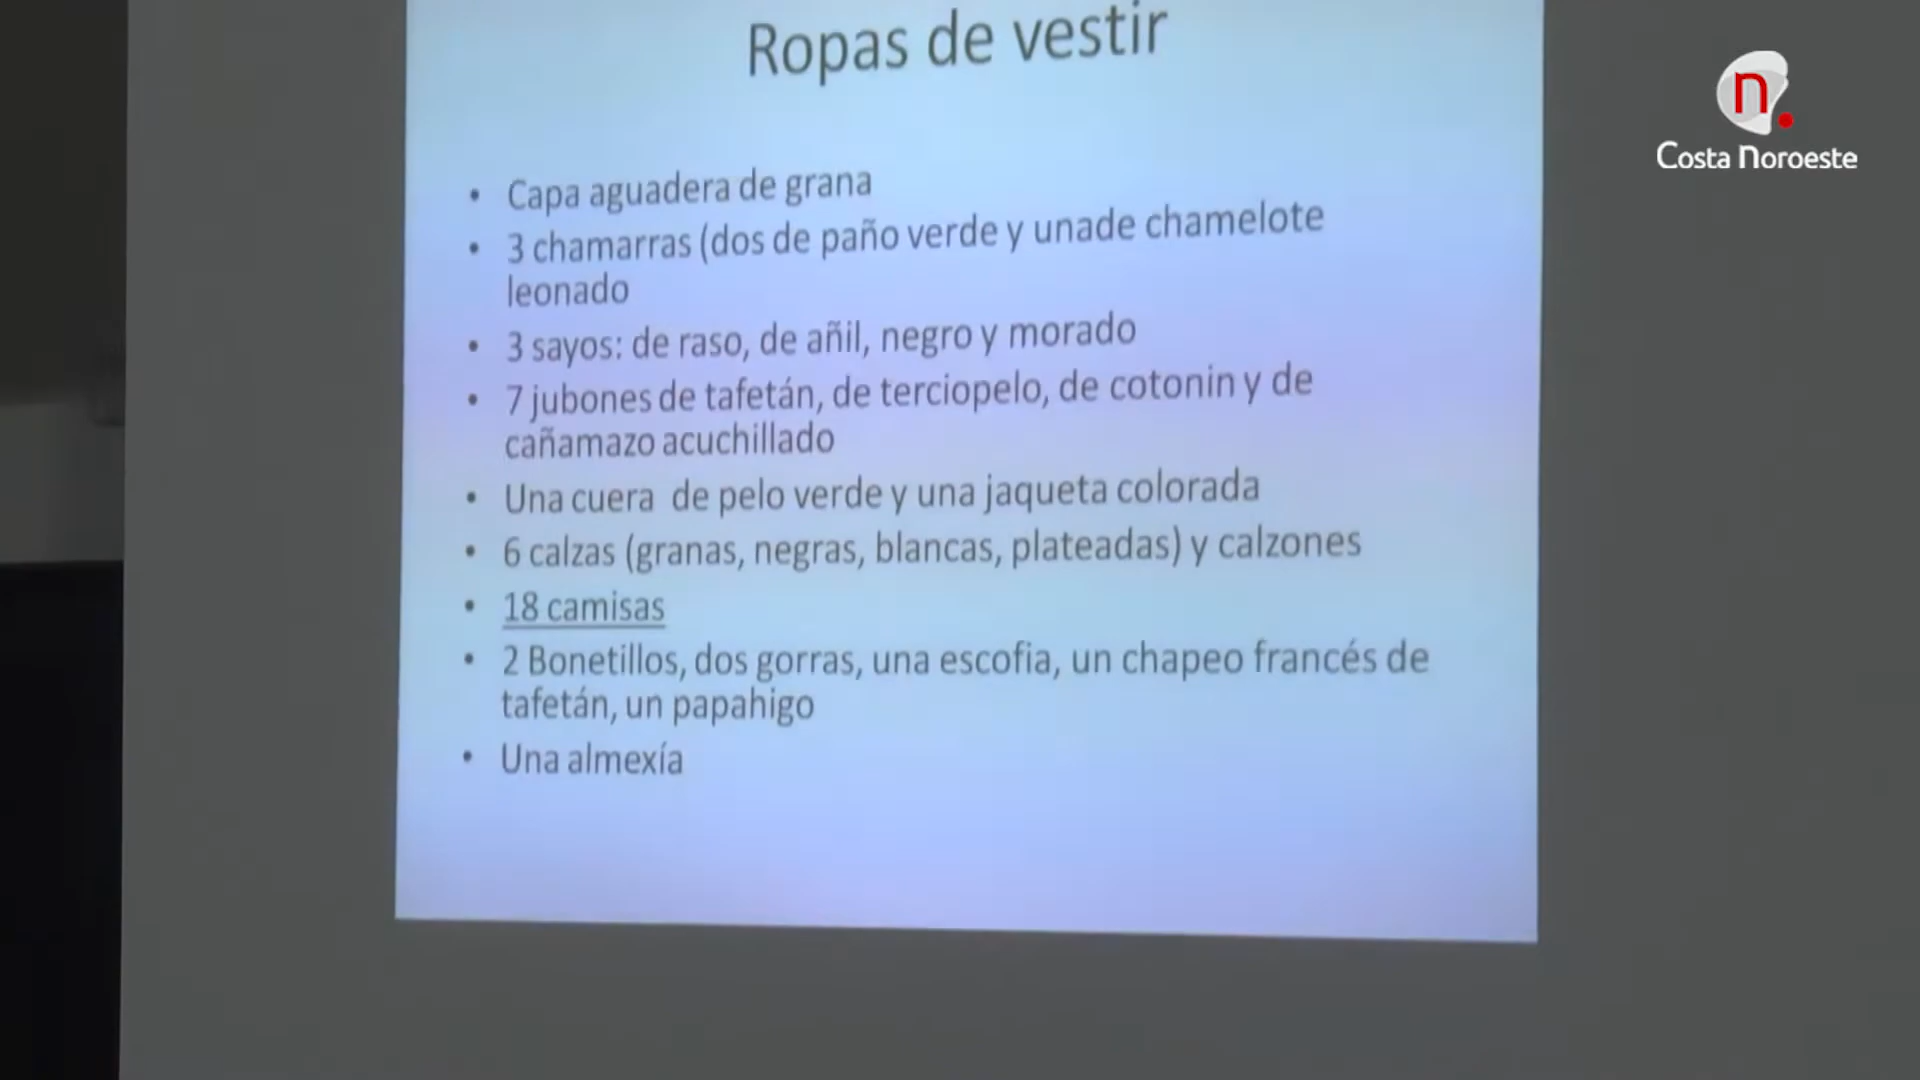 Ropas de vestir
n.
Costa Noroeste
• Capa aguadera de grana
• 3 chamarras (dos de paño verde y unade chamelote
leonado
• 3 sayos: de raso, de añil, negro y morado
• 7 jubones de tafetán, de terciopelo, de cotonin y de
cañamazo acuchillado
• Una cuera de pelo verde y una jaqueta colorada
• 6 calzas (granas, negras, blancas, plateadas) y calzones
• 18 camisas
• 2 Bonetillos, dos gorras, una escofia, un chapeo francés de
tafetán, un papahigo
• Una almexía